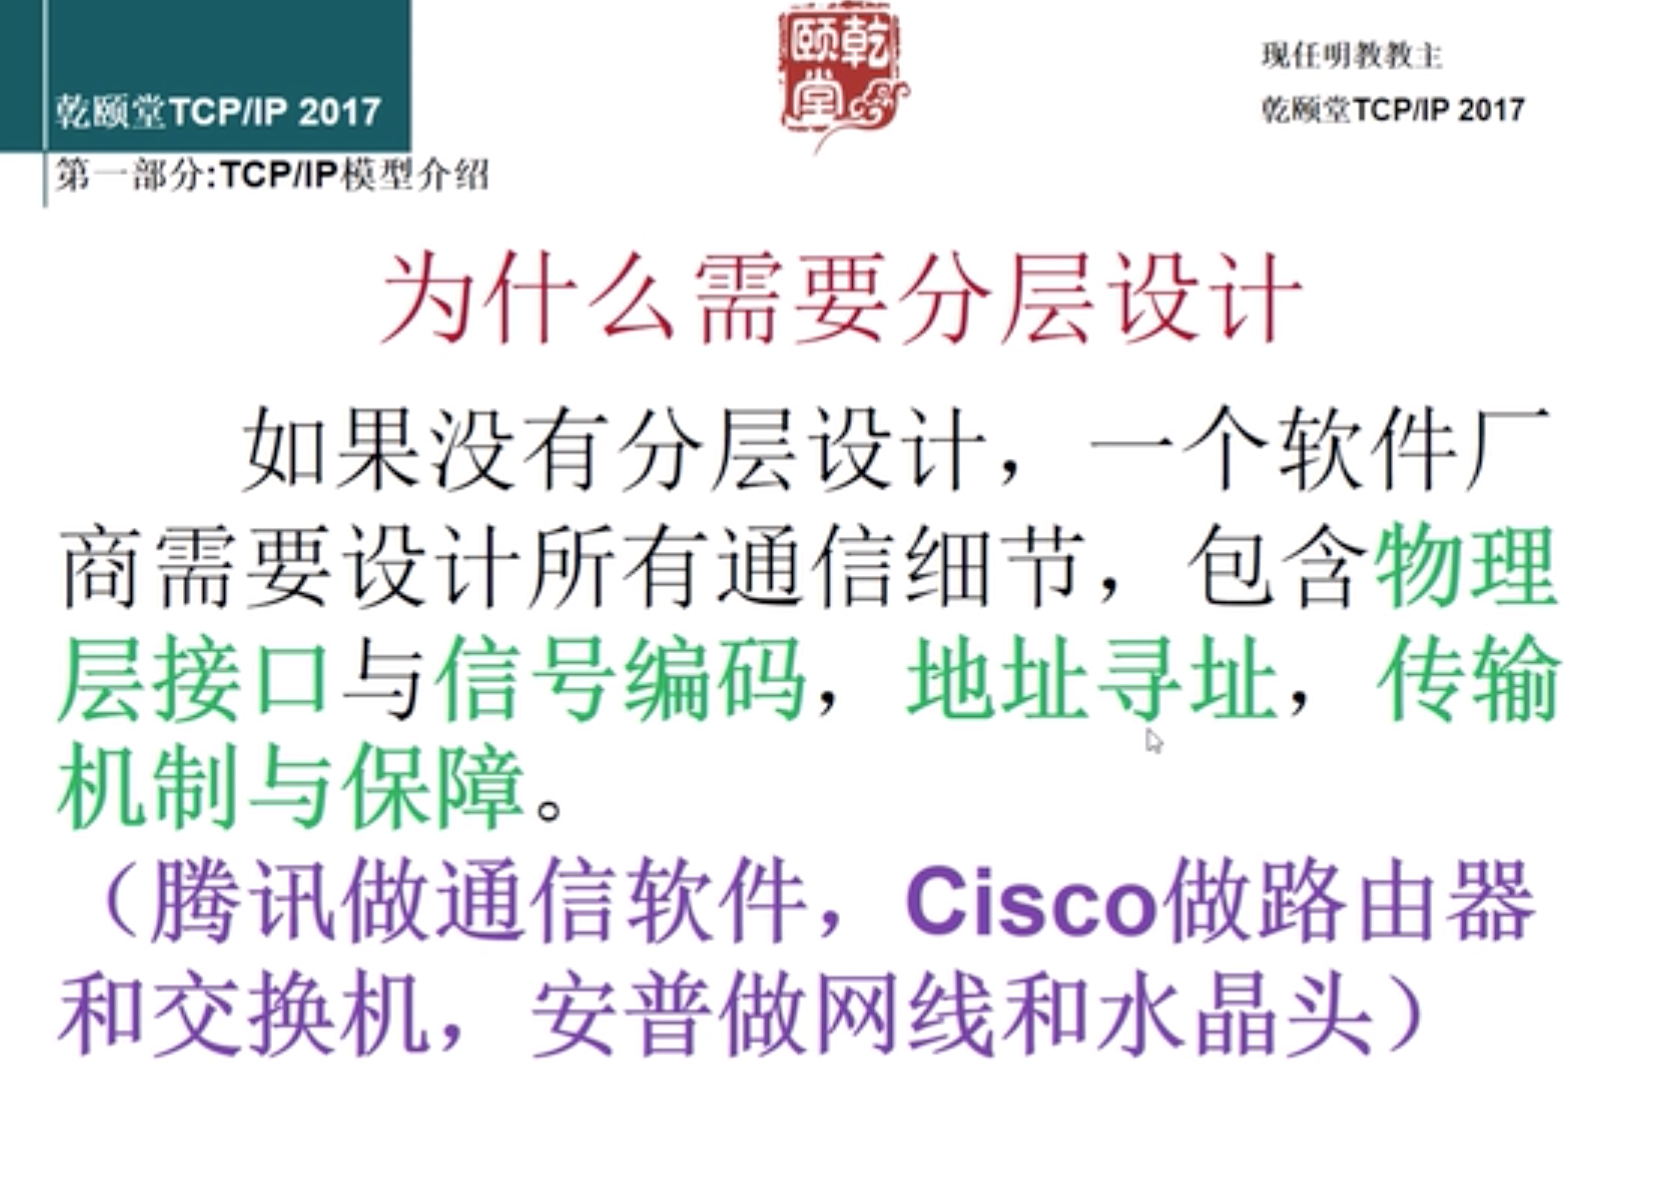 乾颐堂TCP/IP 2017
颐乾
堂
现任明教教主
乾颐堂TCP/IP 2017
第一部分:TCP/IP模型介绍
为什么需要分层设计
如果没有分层设计，一个软件厂
商需要设计所有通信细节，包含物理
层接口与信号编码，地址寻址，传输
机制与保障。
（腾讯做通信软件，Cisco做路由器
和交换机，安普做网线和水晶头）